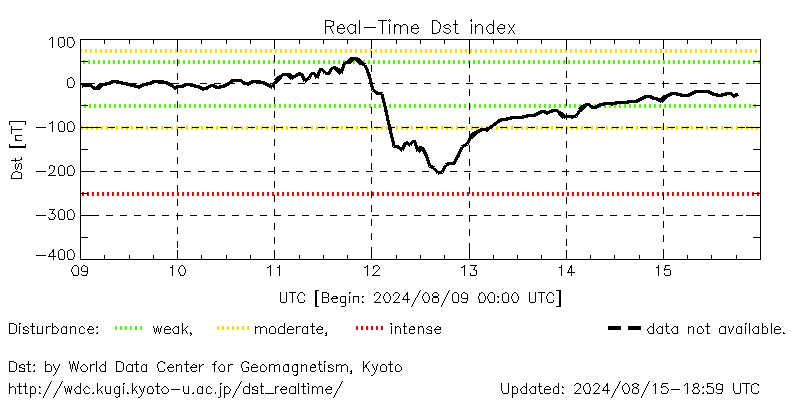 Real-Time Dst index
100
0
-100
-200
-300
-400
Dst [nT]
09 10 11 12 13 14 15
UTC [Begin: 2024/08/09 00:00 UTC]
Disturbance: weak, moderate, intense data not available.
Dst: by World Data Center for Geomagnetism, Kyoto
http://wdc.kugi.kyoto-u.ac.jp/dst_realtime/ Updated: 2024/08/15-18:59 UTC